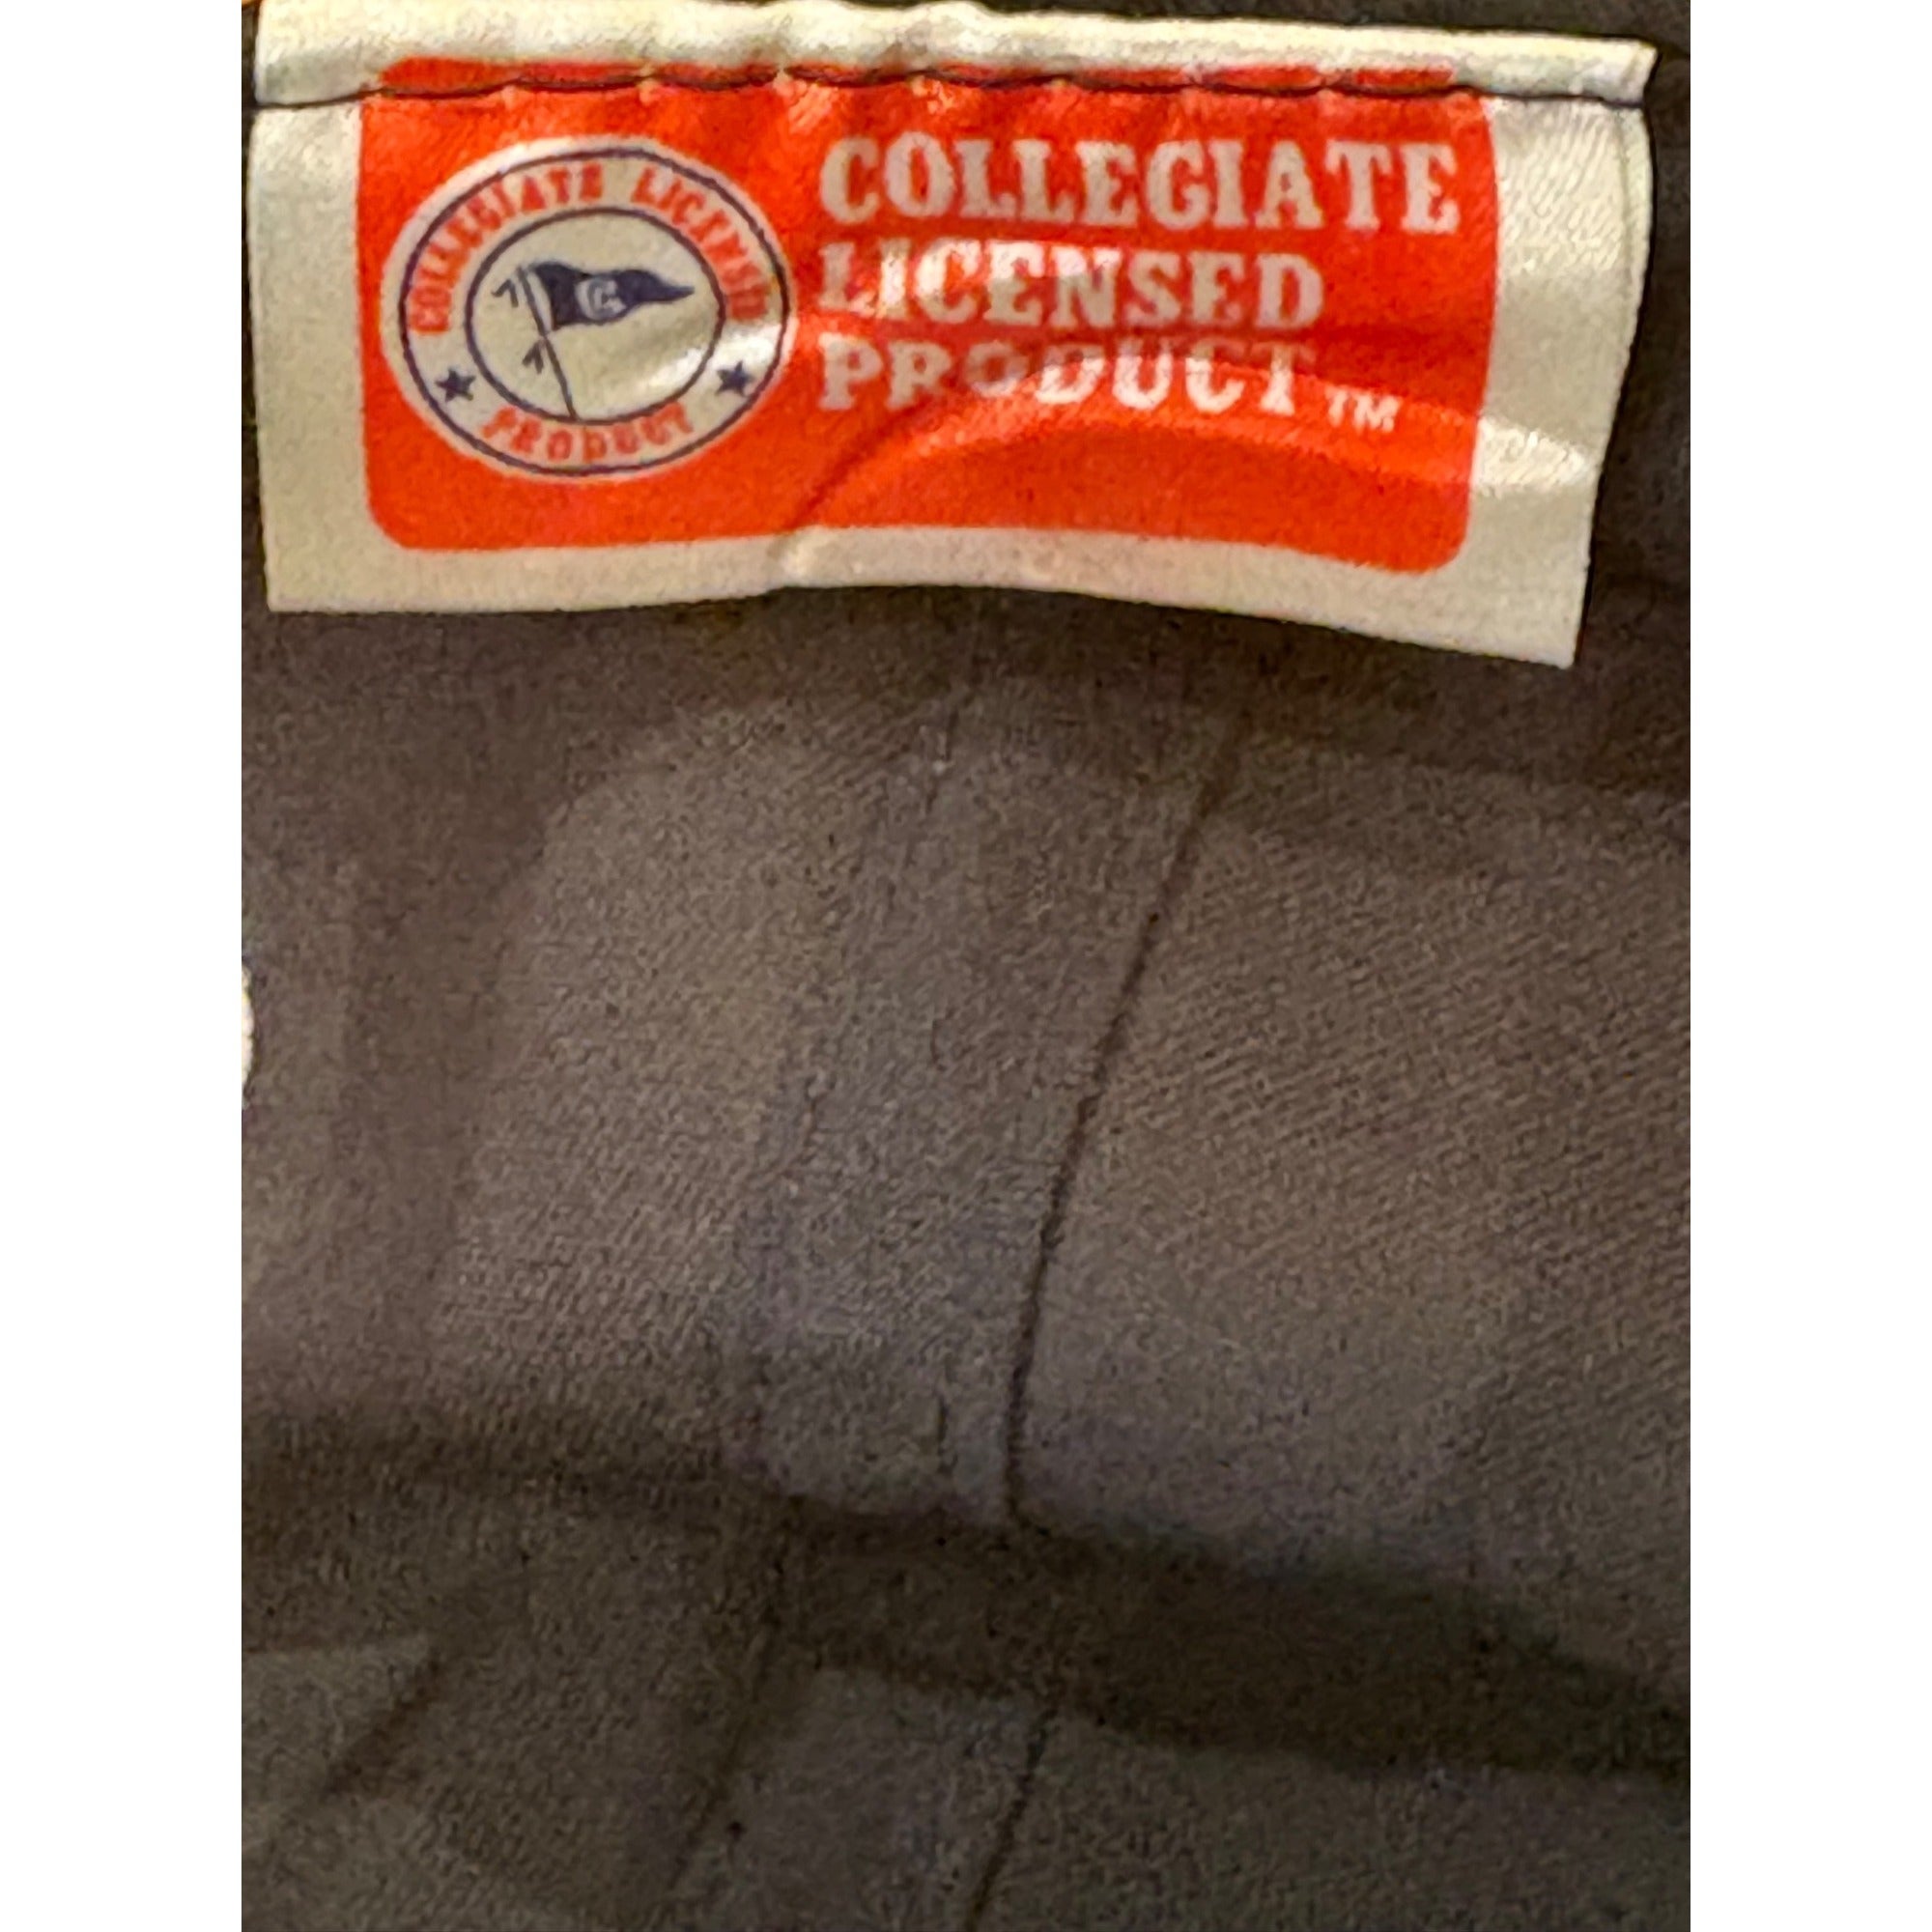 COLLEGIATE LICENSED
C
PRODUCT
COLLEGIATE
LICENSED
PRODUCT™